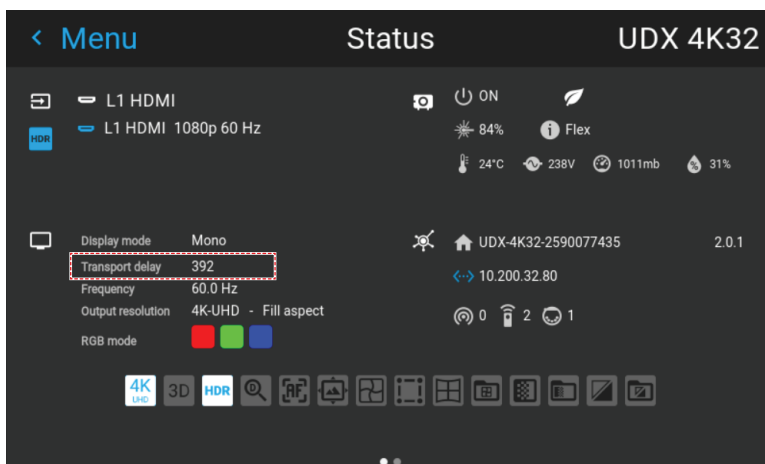 Menu Status UDX 4K32
L1 HDMI
HDR L1 HDMI 1080p 60 Hz
ON
84% Flex
24°C 238V 1011mb % 31%
Display mode Mono
Transport delay 392
Frequency 60.0 Hz
Output resolution 4K-UHD - Fill aspect
RGB mode
UDX-4K32-2590077435 2.0.1
10.200.32.80
0 2 1
4K UHD 3D HDR D AF